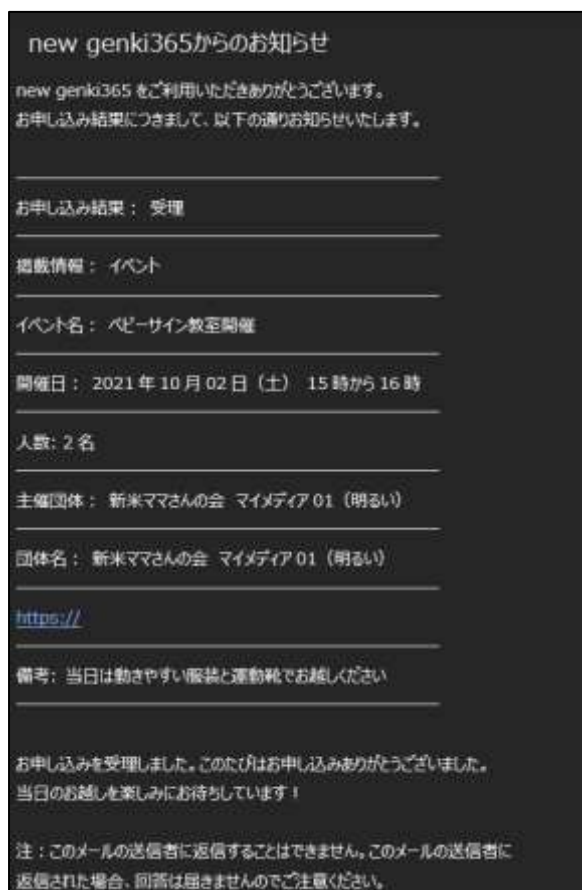 new genki365からのお知らせ
new genki365 をご利用いただきありがとうございます。
お申し込み結果につきまして、以下の通りお知らせいたします。
お申し込み結果： 受理
掲載情報： イベント
イベント名： ベビーサイン教室開催
開催日： 2021 年 10 月 02 日（土） 15 時から 16 時
人数: 2 名
主催団体： 新米ママさんの会 マイメディア 01（明るい）
団体名： 新米ママさんの会 マイメディア 01（明るい）
https://
備考: 当日は動きやすい服装と運動靴でお越しください
お申し込みを受理しました。このたびはお申し込みありがとうございました。
当日のお越しを楽しみにお待ちしています！
注：このメールの送信者に返信することはできません。このメールの送信者に
返信された場合、回答は届きませんのでご注意ください。